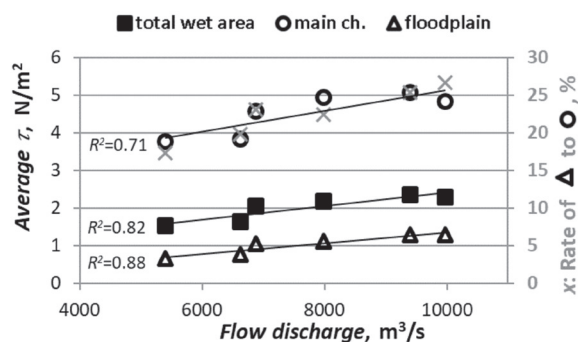 ■ total wet area ○ main ch. △ floodplain
Average τ, N/m²
6
5
4
3
2
1
0
R²=0.71
R²=0.82
R²=0.88
30
25
20
15
10
5
0
x: Rate of △ to ○, %
4000 6000 8000 10000
Flow discharge, m³/s